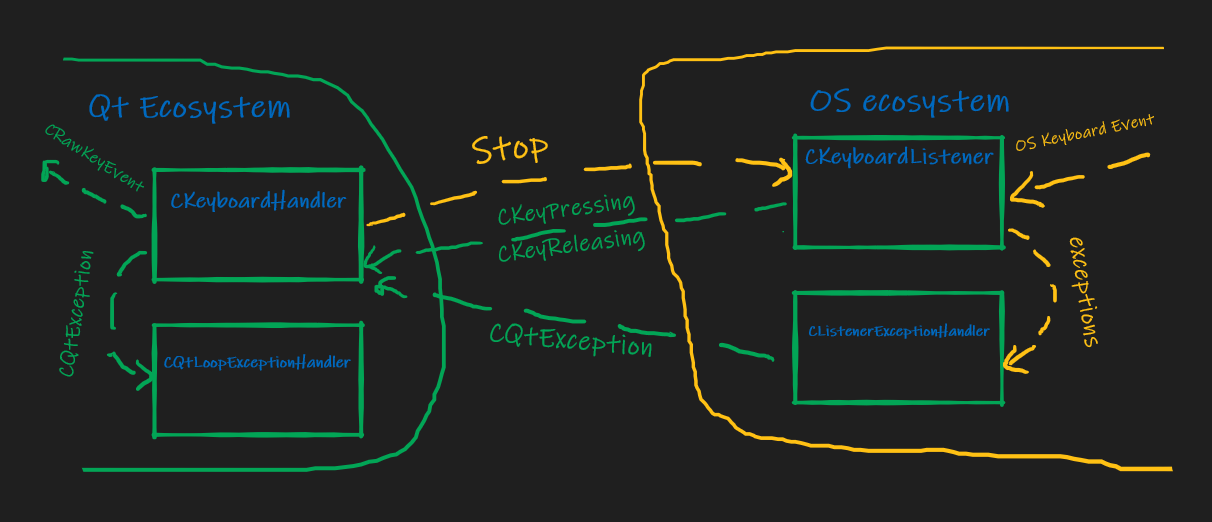 Qt Ecosystem
CRawKeyEvent
CKeyboardHandler
CQtException
CQtLoopExceptionHandler
Stop
CKeyPressing
CKeyReleasing
CQtException
OS ecosystem
OS Keyboard Event
CKeyboardListener
exceptions
CListenerExceptionHandler